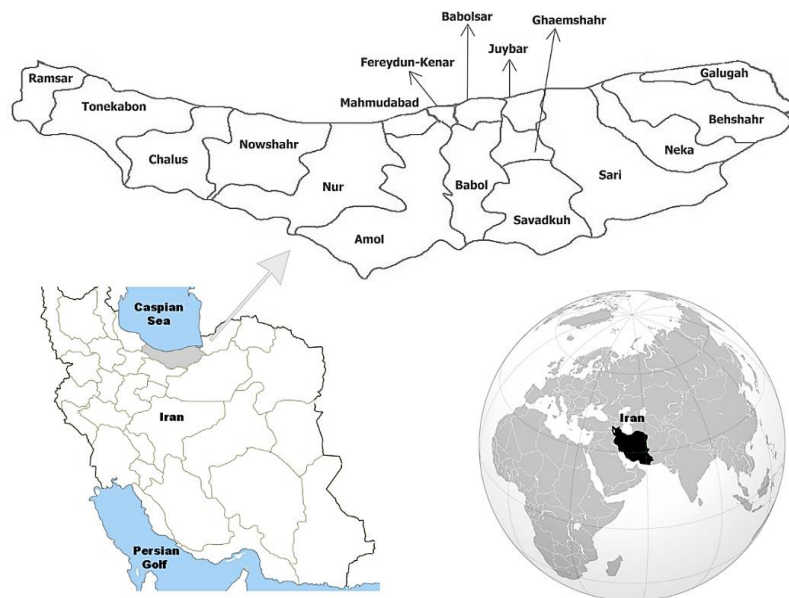 Babolsar
Ghaemshahr
Juybar
Fereydun-Kenar
Ramsar
Galugah
Tonekabon
Mahmudabad
Behshahr
Nowshahr
Chalus
Neka
Nur
Babol
Sari
Savadkuh
Amol
Caspian
Sea
Iran
Iran
Persian
Golf